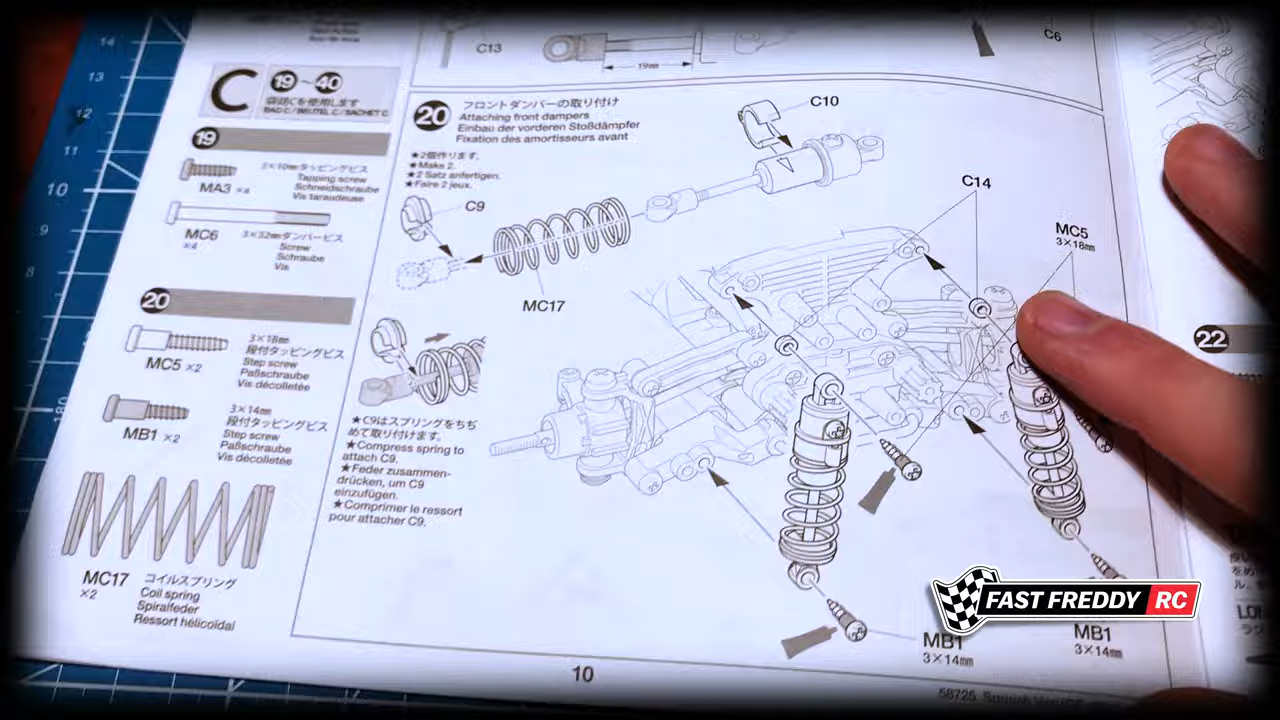 14
13
12
11
10
9
8
C
19~40
袋詰Cを使用します
BAG C / BEUTEL C / SACHET C
19
MA3 ×4
3×10㎜タッピングビス
Tapping screw
Schneidschraube
Vis taraudeuse
MC6
×4
3×32㎜ダンパービス
Screw
Schraube
Vis
20
MC5 ×2
3×18㎜
段付タッピングビス
Step screw
Paßschraube
Vis décolletée
MB1 ×2
3×14㎜
段付タッピングビス
Step screw
Paßschraube
Vis décolletée
MC17
×2
コイルスプリング
Coil spring
Spiralfeder
Ressort hélicoïdal
C13
19㎜
C6
20
フロントダンパーの取り付け
Attaching front dampers
Einbau der vorderen Stoßdämpfer
Fixation des amortisseurs avant
★2個作ります。
★Make 2.
★2 Satz anfertigen.
★Faire 2 jeux.
C10
C9
MC17
C14
MC5
3×18㎜
★C9はスプリングをちぢ
めて取り付けます。
★Compress spring to
attach C9.
★Feder zusammen-
drücken, um C9
einzufügen.
★Comprimer le ressort
pour attacher C9.
MB1
3×14㎜
MB1
3×14㎜
22
10
58725
FAST FREDDY RC